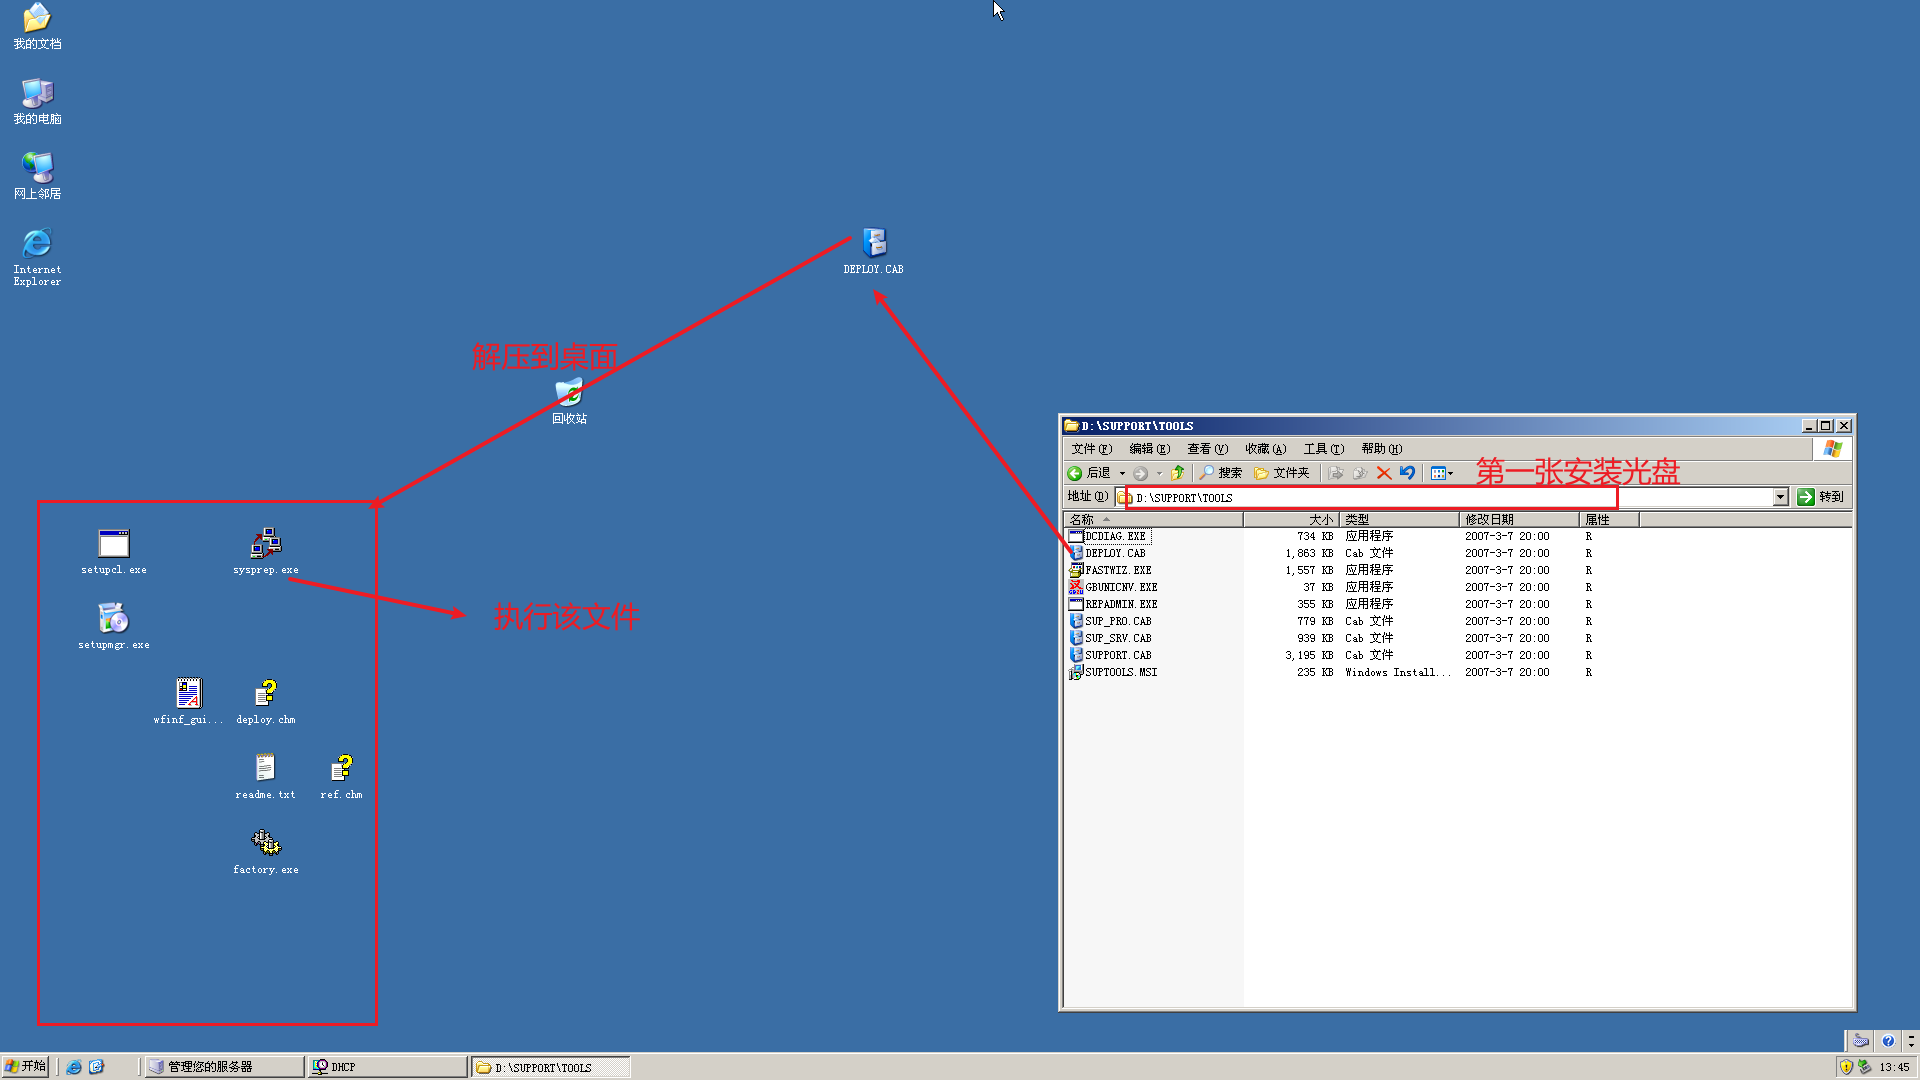 我的文档
我的电脑
网上邻居
Internet
Explorer
DEPLOY.CAB
解压到桌面
回收站
setupcl.exe
sysprep.exe
执行该文件
setupmgr.exe
wfinf_gui...
deploy.chm
readme.txt
ref.chm
factory.exe
D:\SUPPORT\TOOLS
文件(F) 编辑(E) 查看(V) 收藏(A) 工具(T) 帮助(H)
后退 搜索 文件夹
第一张安装光盘
地址(D) D:\SUPPORT\TOOLS 转到
名称 大小 类型 修改日期 属性
DCDIAG.EXE 734 KB 应用程序 2007-3-7 20:00 R
DEPLOY.CAB 1,863 KB Cab 文件 2007-3-7 20:00 R
FASTWIZ.EXE 1,557 KB 应用程序 2007-3-7 20:00 R
GBUNICNV.EXE 37 KB 应用程序 2007-3-7 20:00 R
REPADMIN.EXE 355 KB 应用程序 2007-3-7 20:00 R
SUP_PRO.CAB 779 KB Cab 文件 2007-3-7 20:00 R
SUP_SRV.CAB 939 KB Cab 文件 2007-3-7 20:00 R
SUPPORT.CAB 3,195 KB Cab 文件 2007-3-7 20:00 R
SUPTOOLS.MSI 235 KB Windows Install... 2007-3-7 20:00 R
开始 管理您的服务器 DHCP D:\SUPPORT\TOOLS 13:45